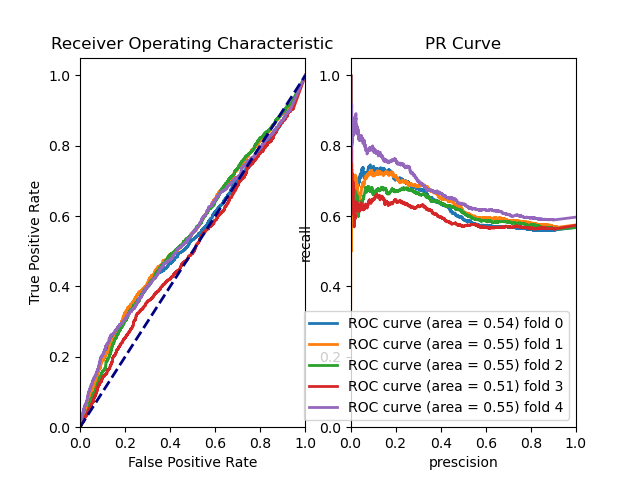 Receiver Operating Characteristic
PR Curve
1.0
0.8
0.6
0.4
0.2
0.0
True Positive Rate
0.0 0.2 0.4 0.6 0.8 1.0
False Positive Rate
1.0
0.8
0.6
0.4
0.2
0.0
recall
ROC curve (area = 0.54) fold 0
ROC curve (area = 0.55) fold 1
ROC curve (area = 0.55) fold 2
ROC curve (area = 0.51) fold 3
ROC curve (area = 0.55) fold 4
0.0 0.2 0.4 0.6 0.8 1.0
prescision